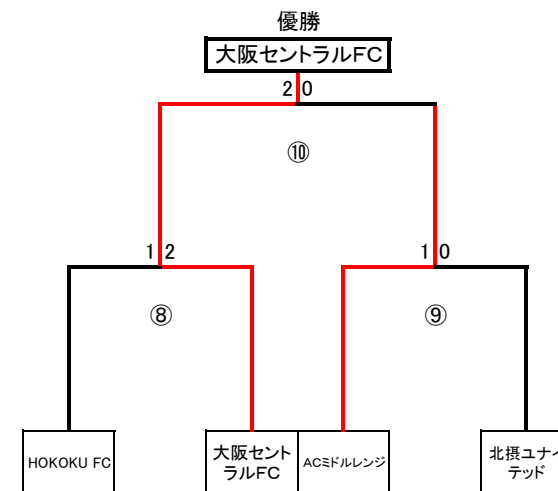 優勝
大阪セントラルFC
2 0
⑩
1 2
1 0
⑧
⑨
HOKOKU FC
大阪セント
ラルFC
ACミドルレンジ
北摂ユナイ
テッド